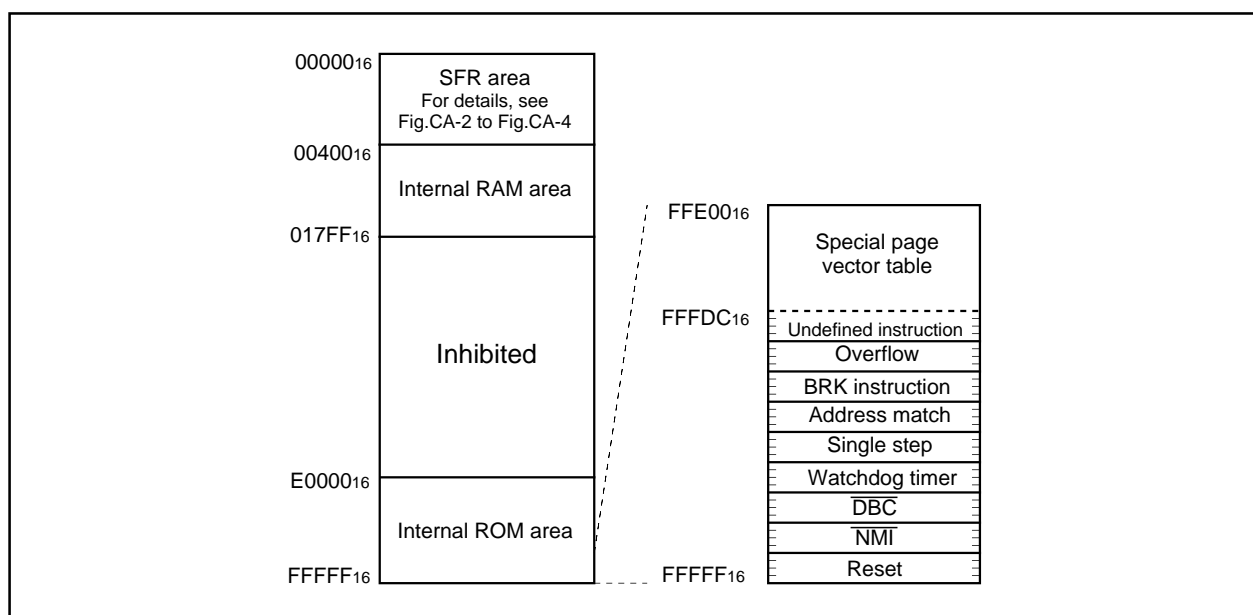 00000₁₆
SFR area
For details, see
Fig.CA-2 to Fig.CA-4
00400₁₆
Internal RAM area
017FF₁₆
Inhibited
E0000₁₆
Internal ROM area
FFFFF₁₆
FFE00₁₆
Special page
vector table
FFFDC₁₆
Undefined instruction
Overflow
BRK instruction
Address match
Single step
Watchdog timer
D̅B̅C̅
N̅M̅I̅
Reset
FFFFF₁₆